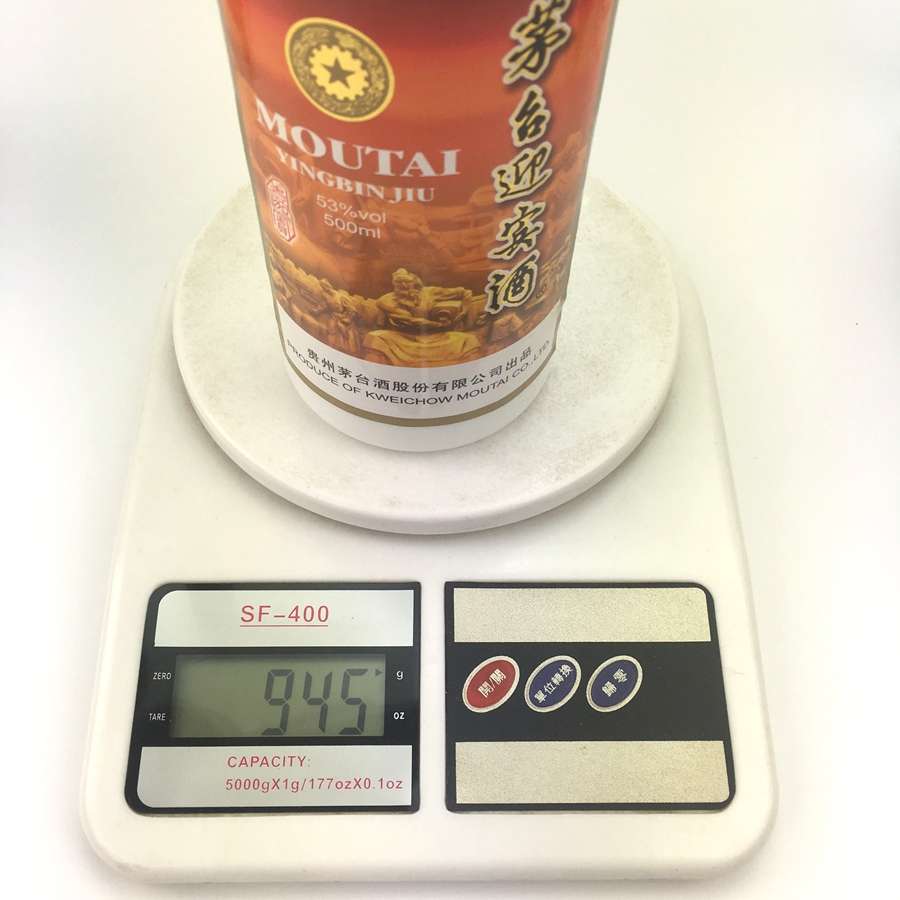 茅台迎宾酒
MOUTAI
YINGBIN JIU
53%vol
500ml
贵州茅台酒股份有限公司出品
PRODUCE OF KWEICHOW MOUTAI CO.,LTD
SF-400
ZERO
945
g
TARE
oz
CAPACITY:
5000gX1g/177ozX0.1oz
開/關
單位轉換
歸零